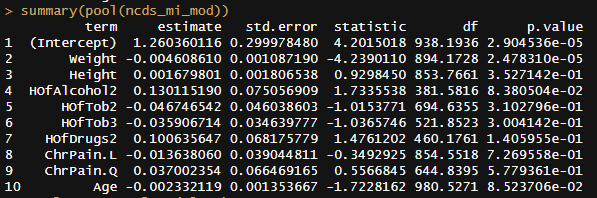 > summary(pool(ncds_mi_mod))
term estimate std.error statistic df p.value
1 (Intercept) 1.260360116 0.299978480 4.2015018 938.1936 2.904536e-05
2 Weight -0.004608610 0.001087190 -4.2390110 894.1728 2.478310e-05
3 Height 0.001679801 0.001806538 0.9298450 853.7661 3.527142e-01
4 HOfAlcohol2 0.130115190 0.075056909 1.7335538 381.5816 8.380504e-02
5 HOfTob2 -0.046746542 0.046038603 -1.0153771 694.6355 3.102796e-01
6 HOfTob3 -0.035906714 0.034639777 -1.0365746 521.8523 3.004142e-01
7 HOfDrugs2 0.100635647 0.068175779 1.4761202 460.1761 1.405955e-01
8 ChrPain.L -0.013638060 0.039044811 -0.3492925 854.5518 7.269558e-01
9 ChrPain.Q 0.037002354 0.066469165 0.5566845 644.8395 5.779361e-01
10 Age -0.002332119 0.001353667 -1.7228162 980.5271 8.523706e-02